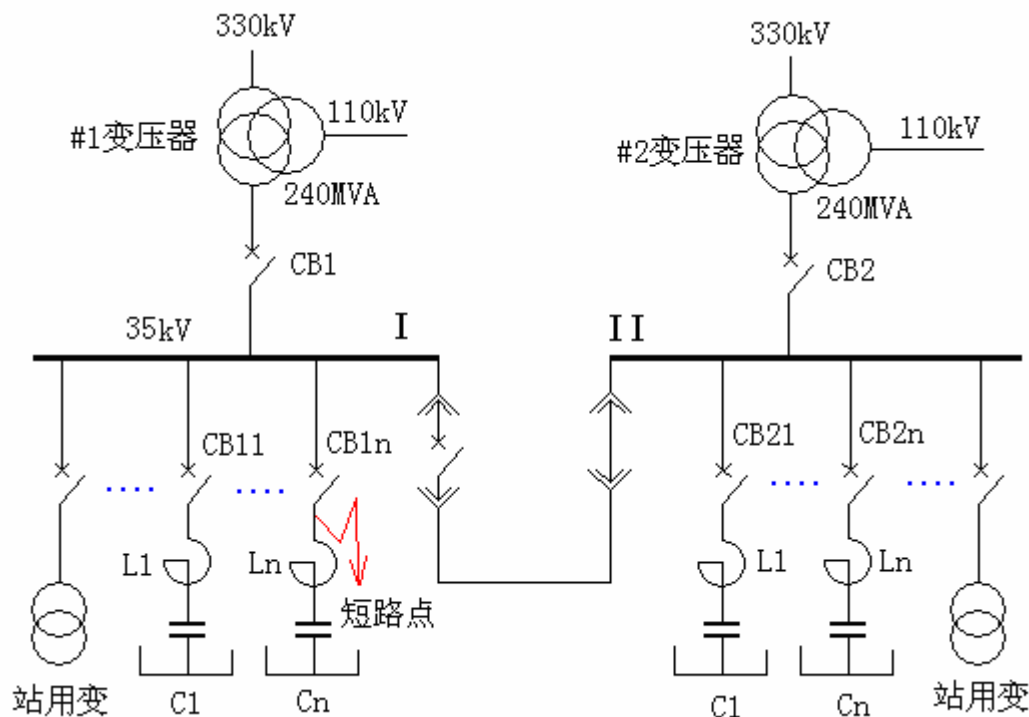 330kV
330kV
110kV
110kV
#1变压器
#2变压器
240MVA
240MVA
CB1
CB2
35kV
I
II
CB11
CB1n
CB21
CB2n
L1
Ln
L1
Ln
短路点
站用变
C1
Cn
C1
Cn
站用变